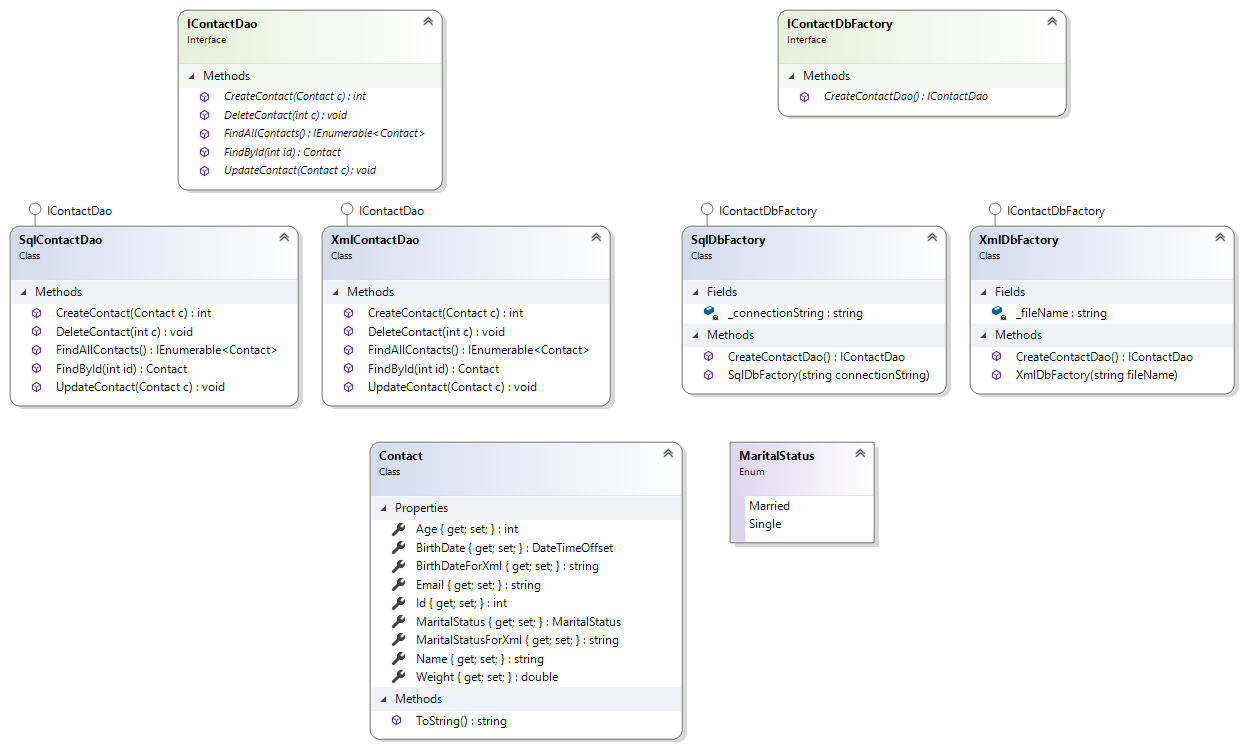 IContactDao
Interface
Methods
CreateContact(Contact c) : int
DeleteContact(int c) : void
FindAllContacts() : IEnumerable<Contact>
FindById(int id) : Contact
UpdateContact(Contact c) : void
IContactDbFactory
Interface
Methods
CreateContactDao() : IContactDao
IContactDao
SqlContactDao
Class
Methods
CreateContact(Contact c) : int
DeleteContact(int c) : void
FindAllContacts() : IEnumerable<Contact>
FindById(int id) : Contact
UpdateContact(Contact c) : void
IContactDao
XmlContactDao
Class
Methods
CreateContact(Contact c) : int
DeleteContact(int c) : void
FindAllContacts() : IEnumerable<Contact>
FindById(int id) : Contact
UpdateContact(Contact c) : void
IContactDbFactory
SqlDbFactory
Class
Fields
_connectionString : string
Methods
CreateContactDao() : IContactDao
SqlDbFactory(string connectionString)
IContactDbFactory
XmlDbFactory
Class
Fields
_fileName : string
Methods
CreateContactDao() : IContactDao
XmlDbFactory(string fileName)
Contact
Class
Properties
Age { get; set; } : int
BirthDate { get; set; } : DateTimeOffset
BirthDateForXml { get; set; } : string
Email { get; set; } : string
Id { get; set; } : int
MaritalStatus { get; set; } : MaritalStatus
MaritalStatusForXml { get; set; } : string
Name { get; set; } : string
Weight { get; set; } : double
Methods
ToString() : string
MaritalStatus
Enum
Married
Single